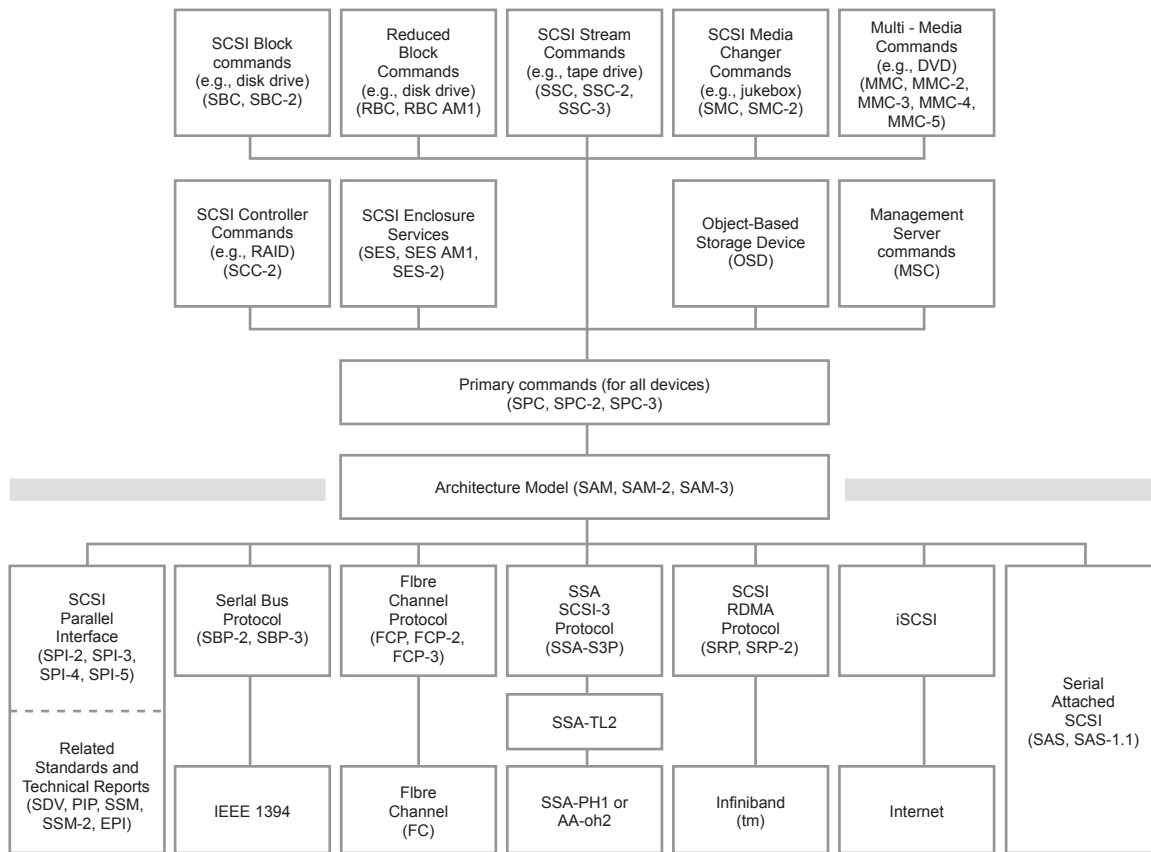 SCSI Block
commands
(e.g., disk drive)
(SBC, SBC-2)
Reduced
Block
Commands
(e.g., disk drive)
(RBC, RBC AM1)
SCSI Stream
Commands
(e.g., tape drive)
(SSC, SSC-2,
SSC-3)
SCSI Media
Changer
Commands
(e.g., jukebox)
(SMC, SMC-2)
Multi - Media
Commands
(e.g., DVD)
(MMC, MMC-2,
MMC-3, MMC-4,
MMC-5)
SCSI Controller
Commands
(e.g., RAID)
(SCC-2)
SCSI Enclosure
Services
(SES, SES AM1,
SES-2)
Object-Based
Storage Device
(OSD)
Management
Server
commands
(MSC)
Primary commands (for all devices)
(SPC, SPC-2, SPC-3)
Architecture Model (SAM, SAM-2, SAM-3)
SCSI
Parallel
Interface
(SPI-2, SPI-3,
SPI-4, SPI-5)
Related
Standards and
Technical Reports
(SDV, PIP, SSM,
SSM-2, EPI)
Serlal Bus
Protocol
(SBP-2, SBP-3)
IEEE 1394
Flbre
Channel
Protocol
(FCP, FCP-2,
FCP-3)
Flbre
Channel
(FC)
SSA
SCSI-3
Protocol
(SSA-S3P)
SSA-TL2
SSA-PH1 or
AA-oh2
SCSI
RDMA
Protocol
(SRP, SRP-2)
Infiniband
(tm)
iSCSI
Internet
Serial
Attached
SCSI
(SAS, SAS-1.1)